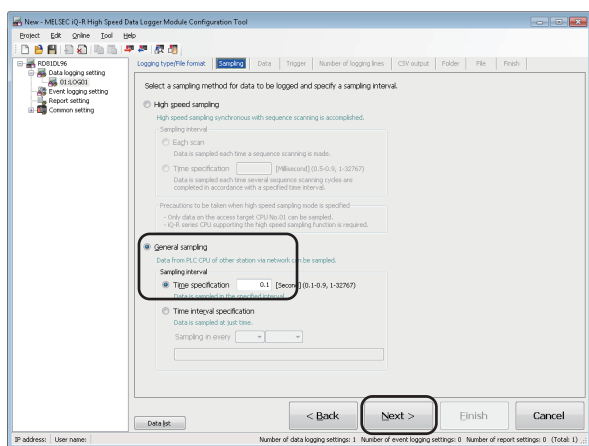 New - MELSEC iQ-R High Speed Data Logger Module Configuration Tool
Project Edit Online Tool Help
RD81DL96
Data logging setting
01:LOG01
Event logging setting
Report setting
Common setting
Logging type/File format Sampling Data Trigger Number of logging lines CSV output Folder File Finish
Select a sampling method for data to be logged and specify a sampling interval.
High speed sampling
High speed sampling synchronous with sequence scanning is accomplished.
Sampling interval
Each scan
Data is sampled each time a sequence scanning is made.
Time specification [Millisecond] (0.5-0.9, 1-32767)
Data is sampled each time several sequence scanning cycles are
completed in accordance with a specified time interval.
Precautions to be taken when high speed sampling mode is specified
- Only data on the access target CPU No.01 can be sampled.
- iQ-R series CPU supporting the high speed sampling function is required.
General sampling
Data from PLC CPU of other station via network can be sampled.
Sampling interval
Time specification 0.1 [Second] (0.1-0.9, 1-32767)
Data is sampled in the specified interval.
Time interval specification
Data is sampled at just time.
Sampling in every
Data list
< Back
Next >
Finish
Cancel
IP address: User name: Number of data logging settings: 1 Number of event logging settings: 0 Number of report settings: 0 (Total: 1)